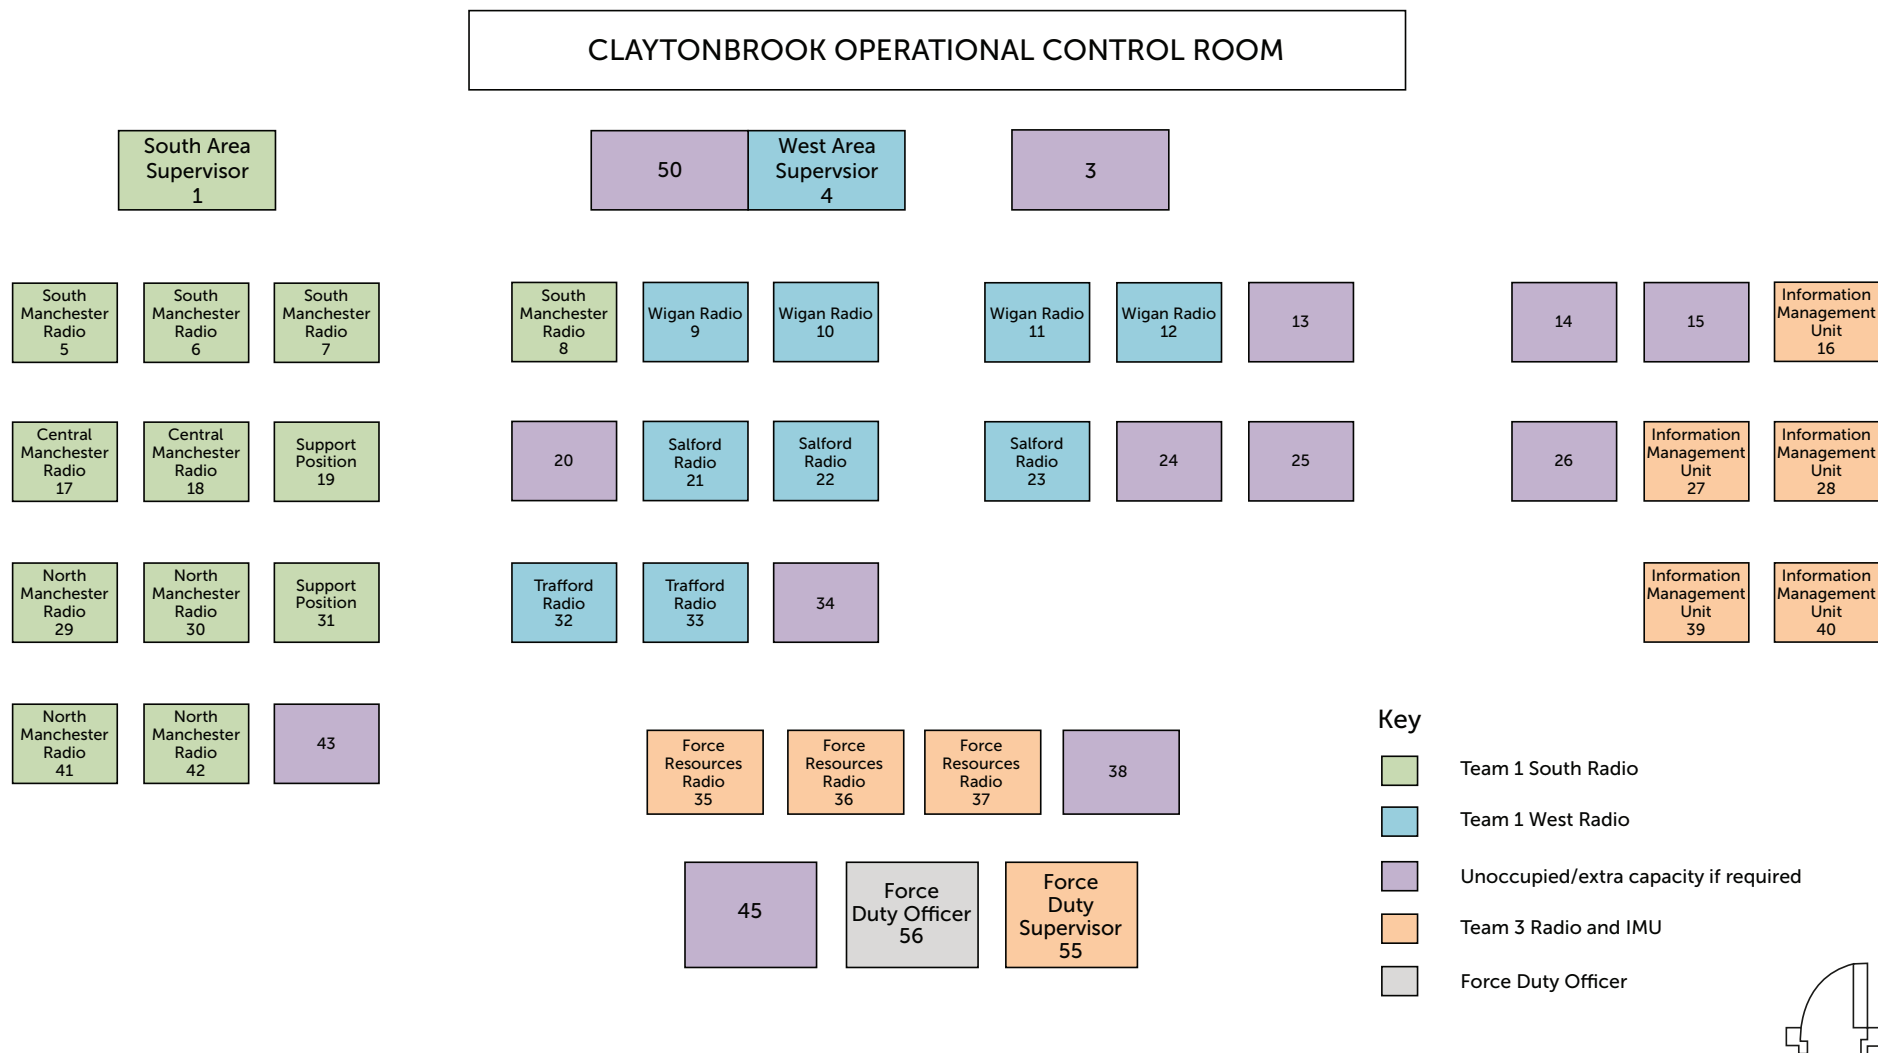 CLAYTONBROOK OPERATIONAL CONTROL ROOM
South Area
Supervisor
1
50
West Area
Supervsior
4
3
South
Manchester
Radio
5
South
Manchester
Radio
6
South
Manchester
Radio
7
South
Manchester
Radio
8
Wigan Radio
9
Wigan Radio
10
Wigan Radio
11
Wigan Radio
12
13
14
15
Information
Management
Unit
16
Central
Manchester
Radio
17
Central
Manchester
Radio
18
Support
Position
19
20
Salford
Radio
21
Salford
Radio
22
Salford
Radio
23
24
25
26
Information
Management
Unit
27
Information
Management
Unit
28
North
Manchester
Radio
29
North
Manchester
Radio
30
Support
Position
31
Trafford
Radio
32
Trafford
Radio
33
34
Information
Management
Unit
39
Information
Management
Unit
40
North
Manchester
Radio
41
North
Manchester
Radio
42
43
Force
Resources
Radio
35
Force
Resources
Radio
36
Force
Resources
Radio
37
38
45
Force
Duty Officer
56
Force
Duty
Supervisor
55
Key
Team 1 South Radio
Team 1 West Radio
Unoccupied/extra capacity if required
Team 3 Radio and IMU
Force Duty Officer